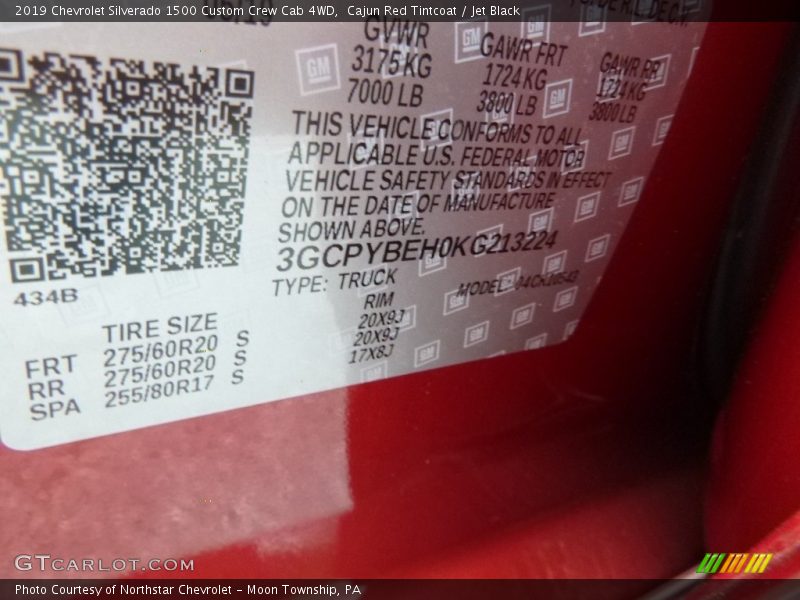 2019 Chevrolet Silverado 1500 Custom Crew Cab 4WD, Cajun Red Tintcoat / Jet Black
GVWR
3175 KG
7000 LB
GAWR FRT
1724 KG
3800 LB
GAWR RR
1724 KG
3800 LB
THIS VEHICLE CONFORMS TO ALL
APPLICABLE U.S. FEDERAL MOTOR
VEHICLE SAFETY STANDARDS IN EFFECT
ON THE DATE OF MANUFACTURE
SHOWN ABOVE.
3GCPYBEH0KG213224
TYPE: TRUCK
MODEL:
434B
TIRE SIZE
RIM
FRT 275/60R20 S 20X9J
RR 275/60R20 S 20X9J
SPA 255/80R17 S 17X8J
GM
GTCARLOT.COM
Photo Courtesy of Northstar Chevrolet – Moon Township, PA